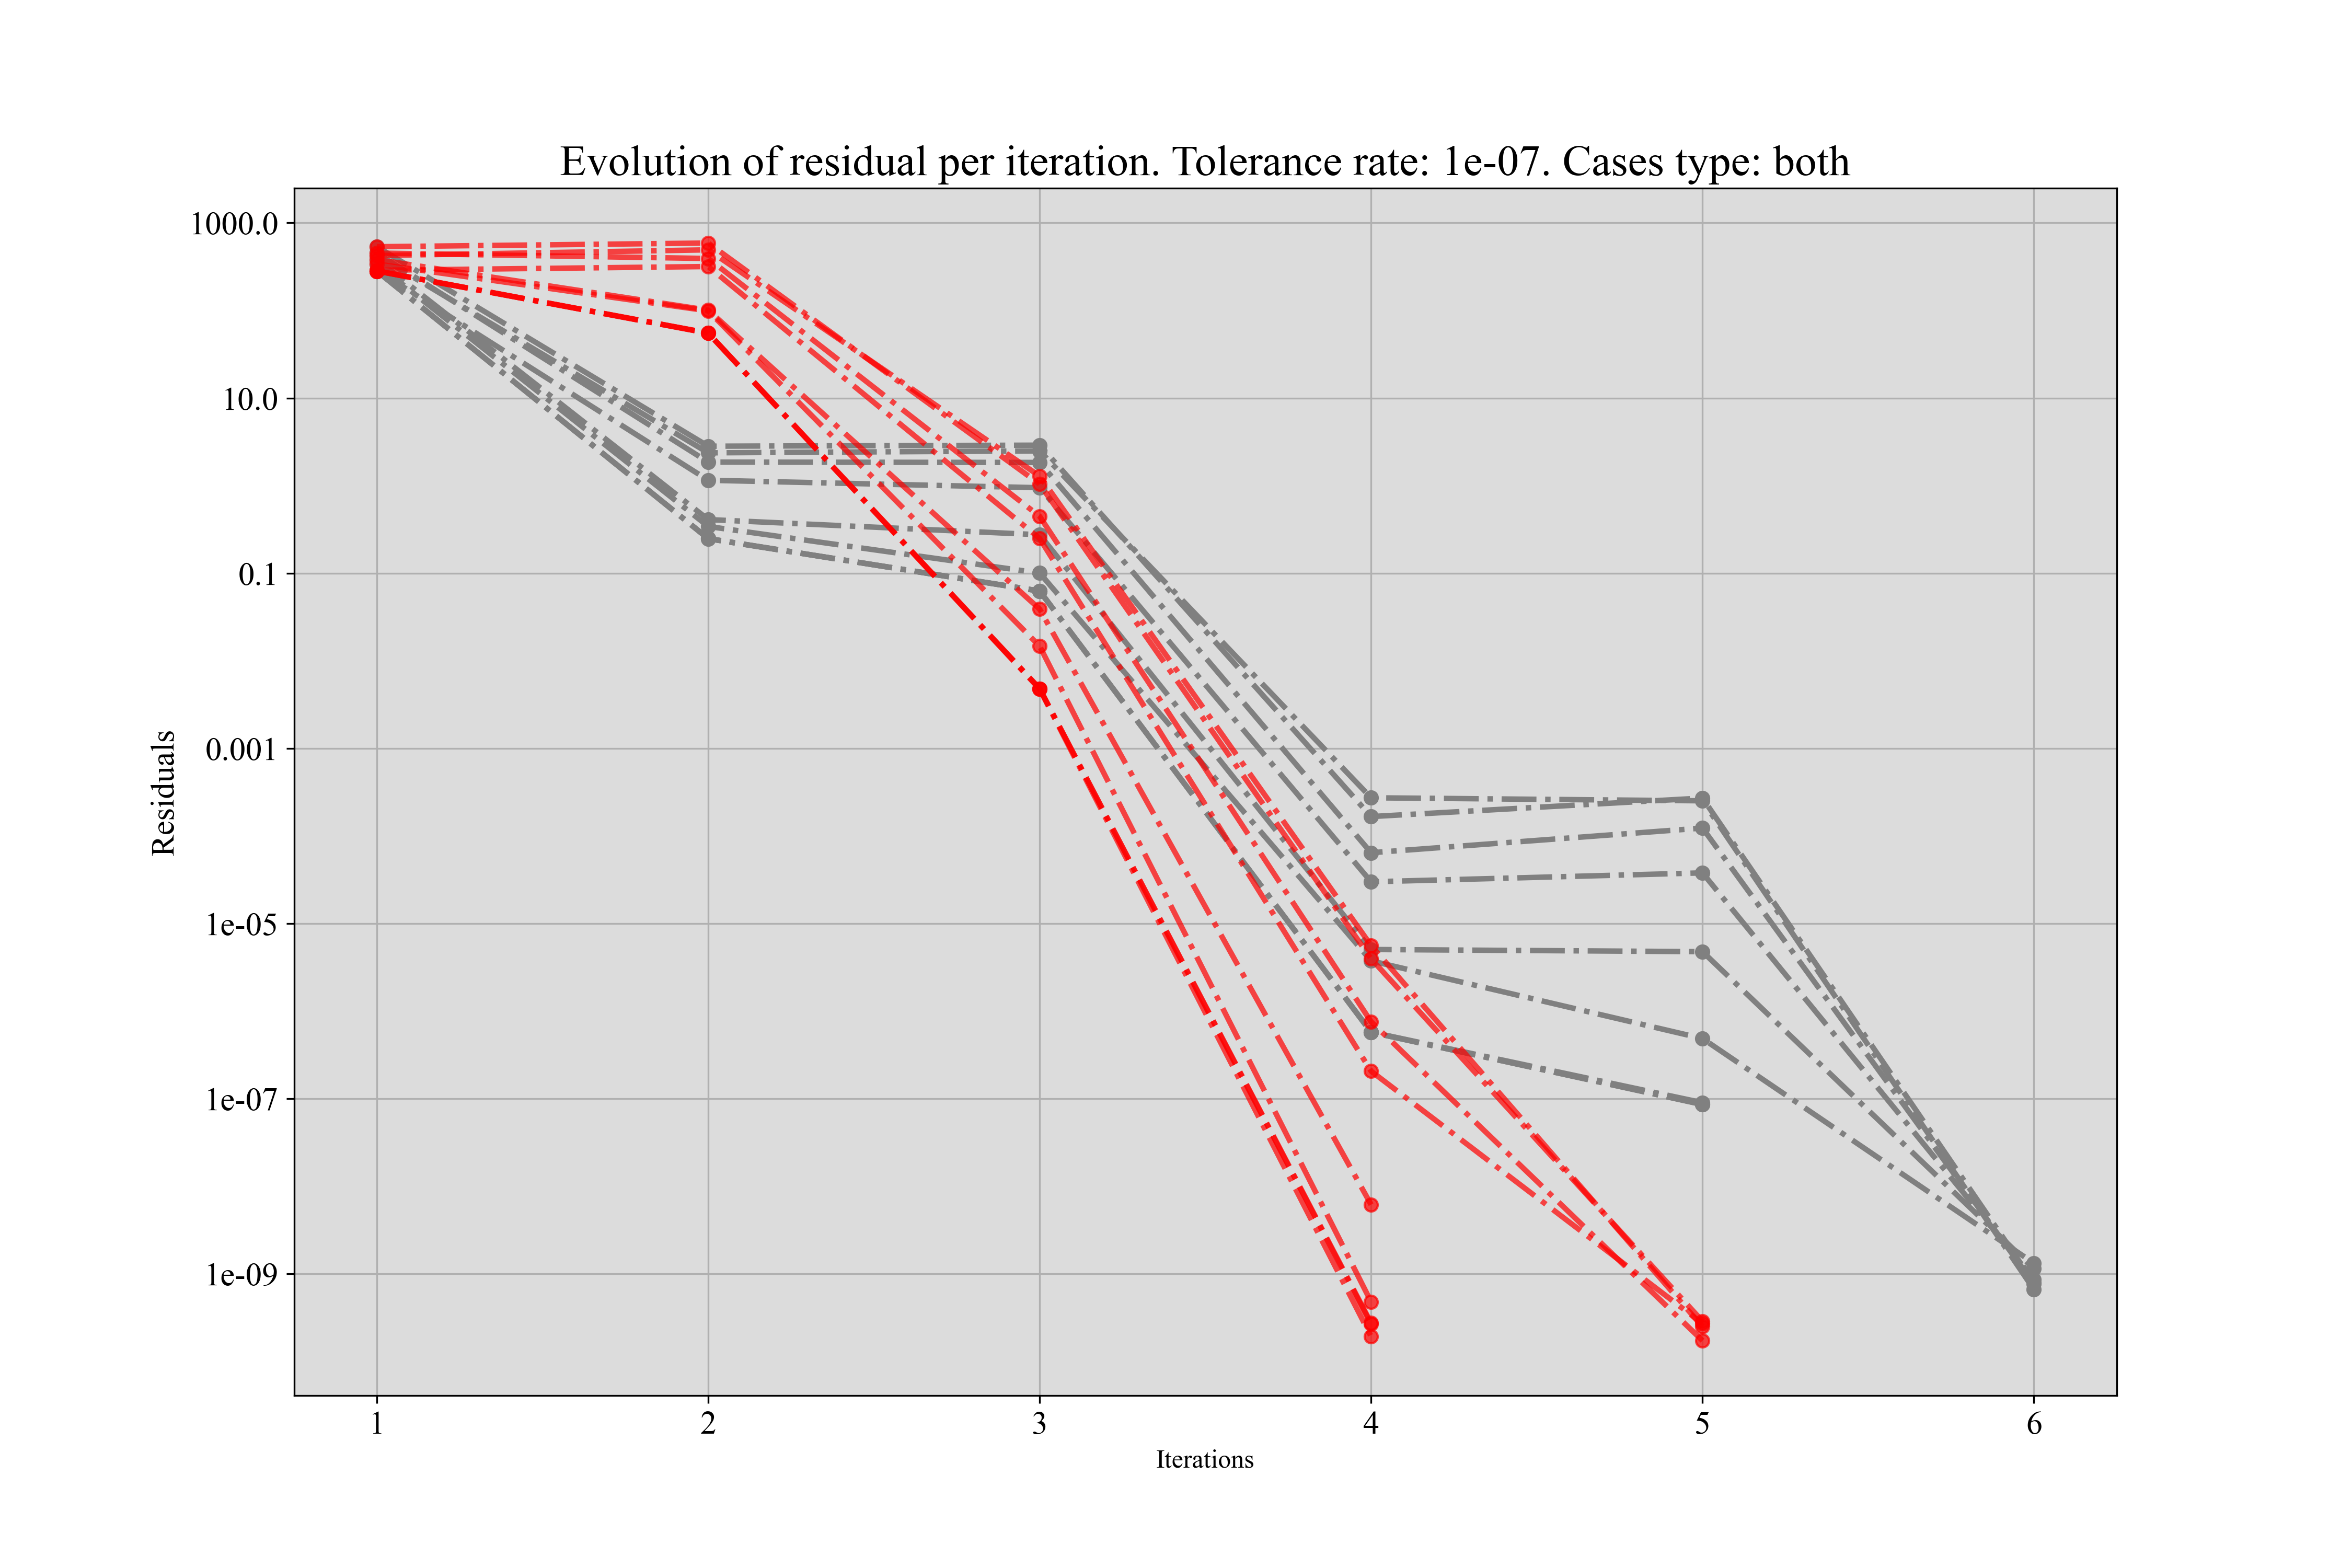 Evolution of residual per iteration. Tolerance rate: 1e-07. Cases type: both
1000.0
10.0
0.1
0.001
1e-05
1e-07
1e-09
Residuals
1 2 3 4 5 6
Iterations